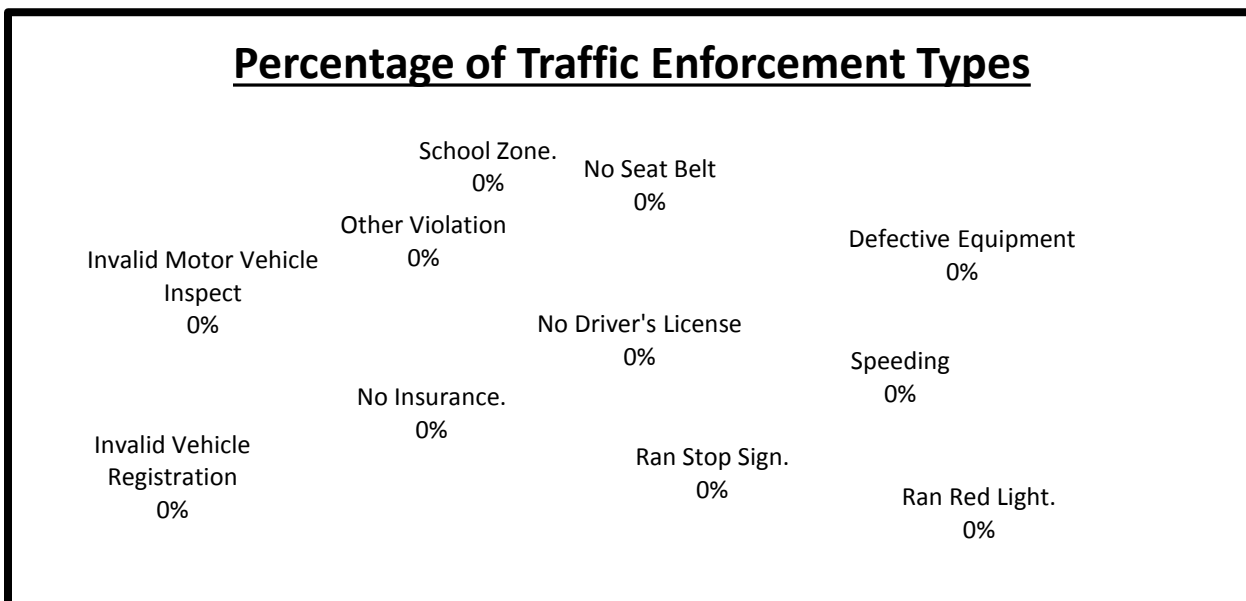 Percentage of Traffic Enforcement Types
School Zone.
0%
No Seat Belt
0%
Other Violation
0%
Defective Equipment
0%
Invalid Motor Vehicle
Inspect
0%
No Driver's License
0%
Speeding
0%
No Insurance.
0%
Invalid Vehicle
Registration
0%
Ran Stop Sign.
0%
Ran Red Light.
0%